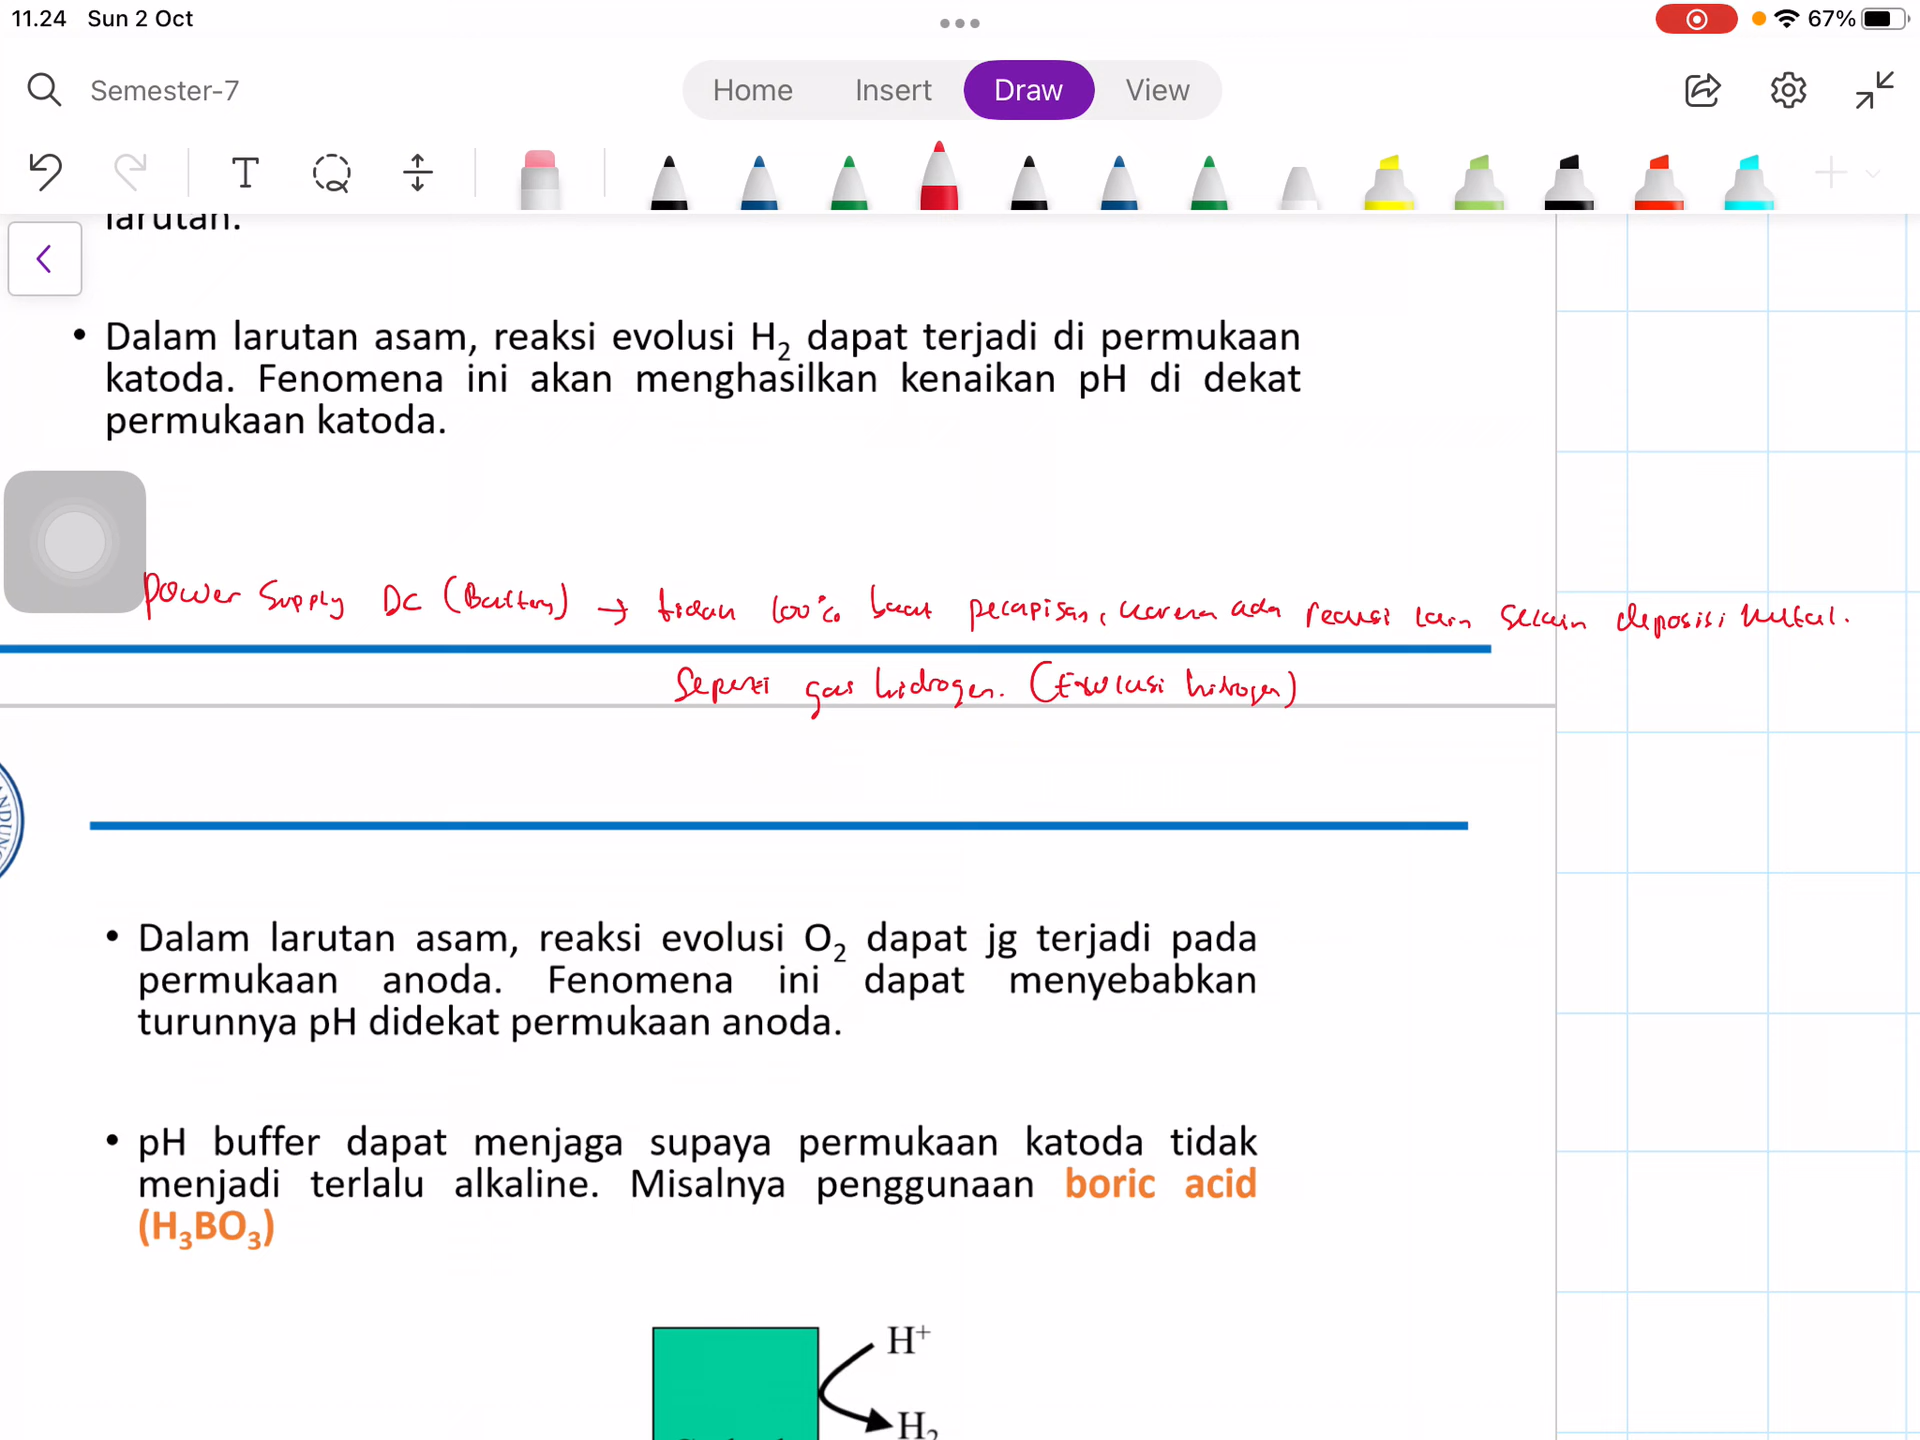 11.24 Sun 2 Oct
67%
Semester-7
Home Insert Draw View
T
larutan.
• Dalam larutan asam, reaksi evolusi H₂ dapat terjadi di permukaan
katoda. Fenomena ini akan menghasilkan kenaikan pH di dekat
permukaan katoda.
Power Supply DC (Battery) → tidak 100% buat pelapisan, karena ada reaksi lain selain deposisi metal.
Seperti gas hidrogen. (Evolusi hidrogen)
NDUNG
• Dalam larutan asam, reaksi evolusi O₂ dapat jg terjadi pada
permukaan anoda. Fenomena ini dapat menyebabkan
turunnya pH didekat permukaan anoda.
• pH buffer dapat menjaga supaya permukaan katoda tidak
menjadi terlalu alkaline. Misalnya penggunaan boric acid
(H₃BO₃)
H⁺
H₂